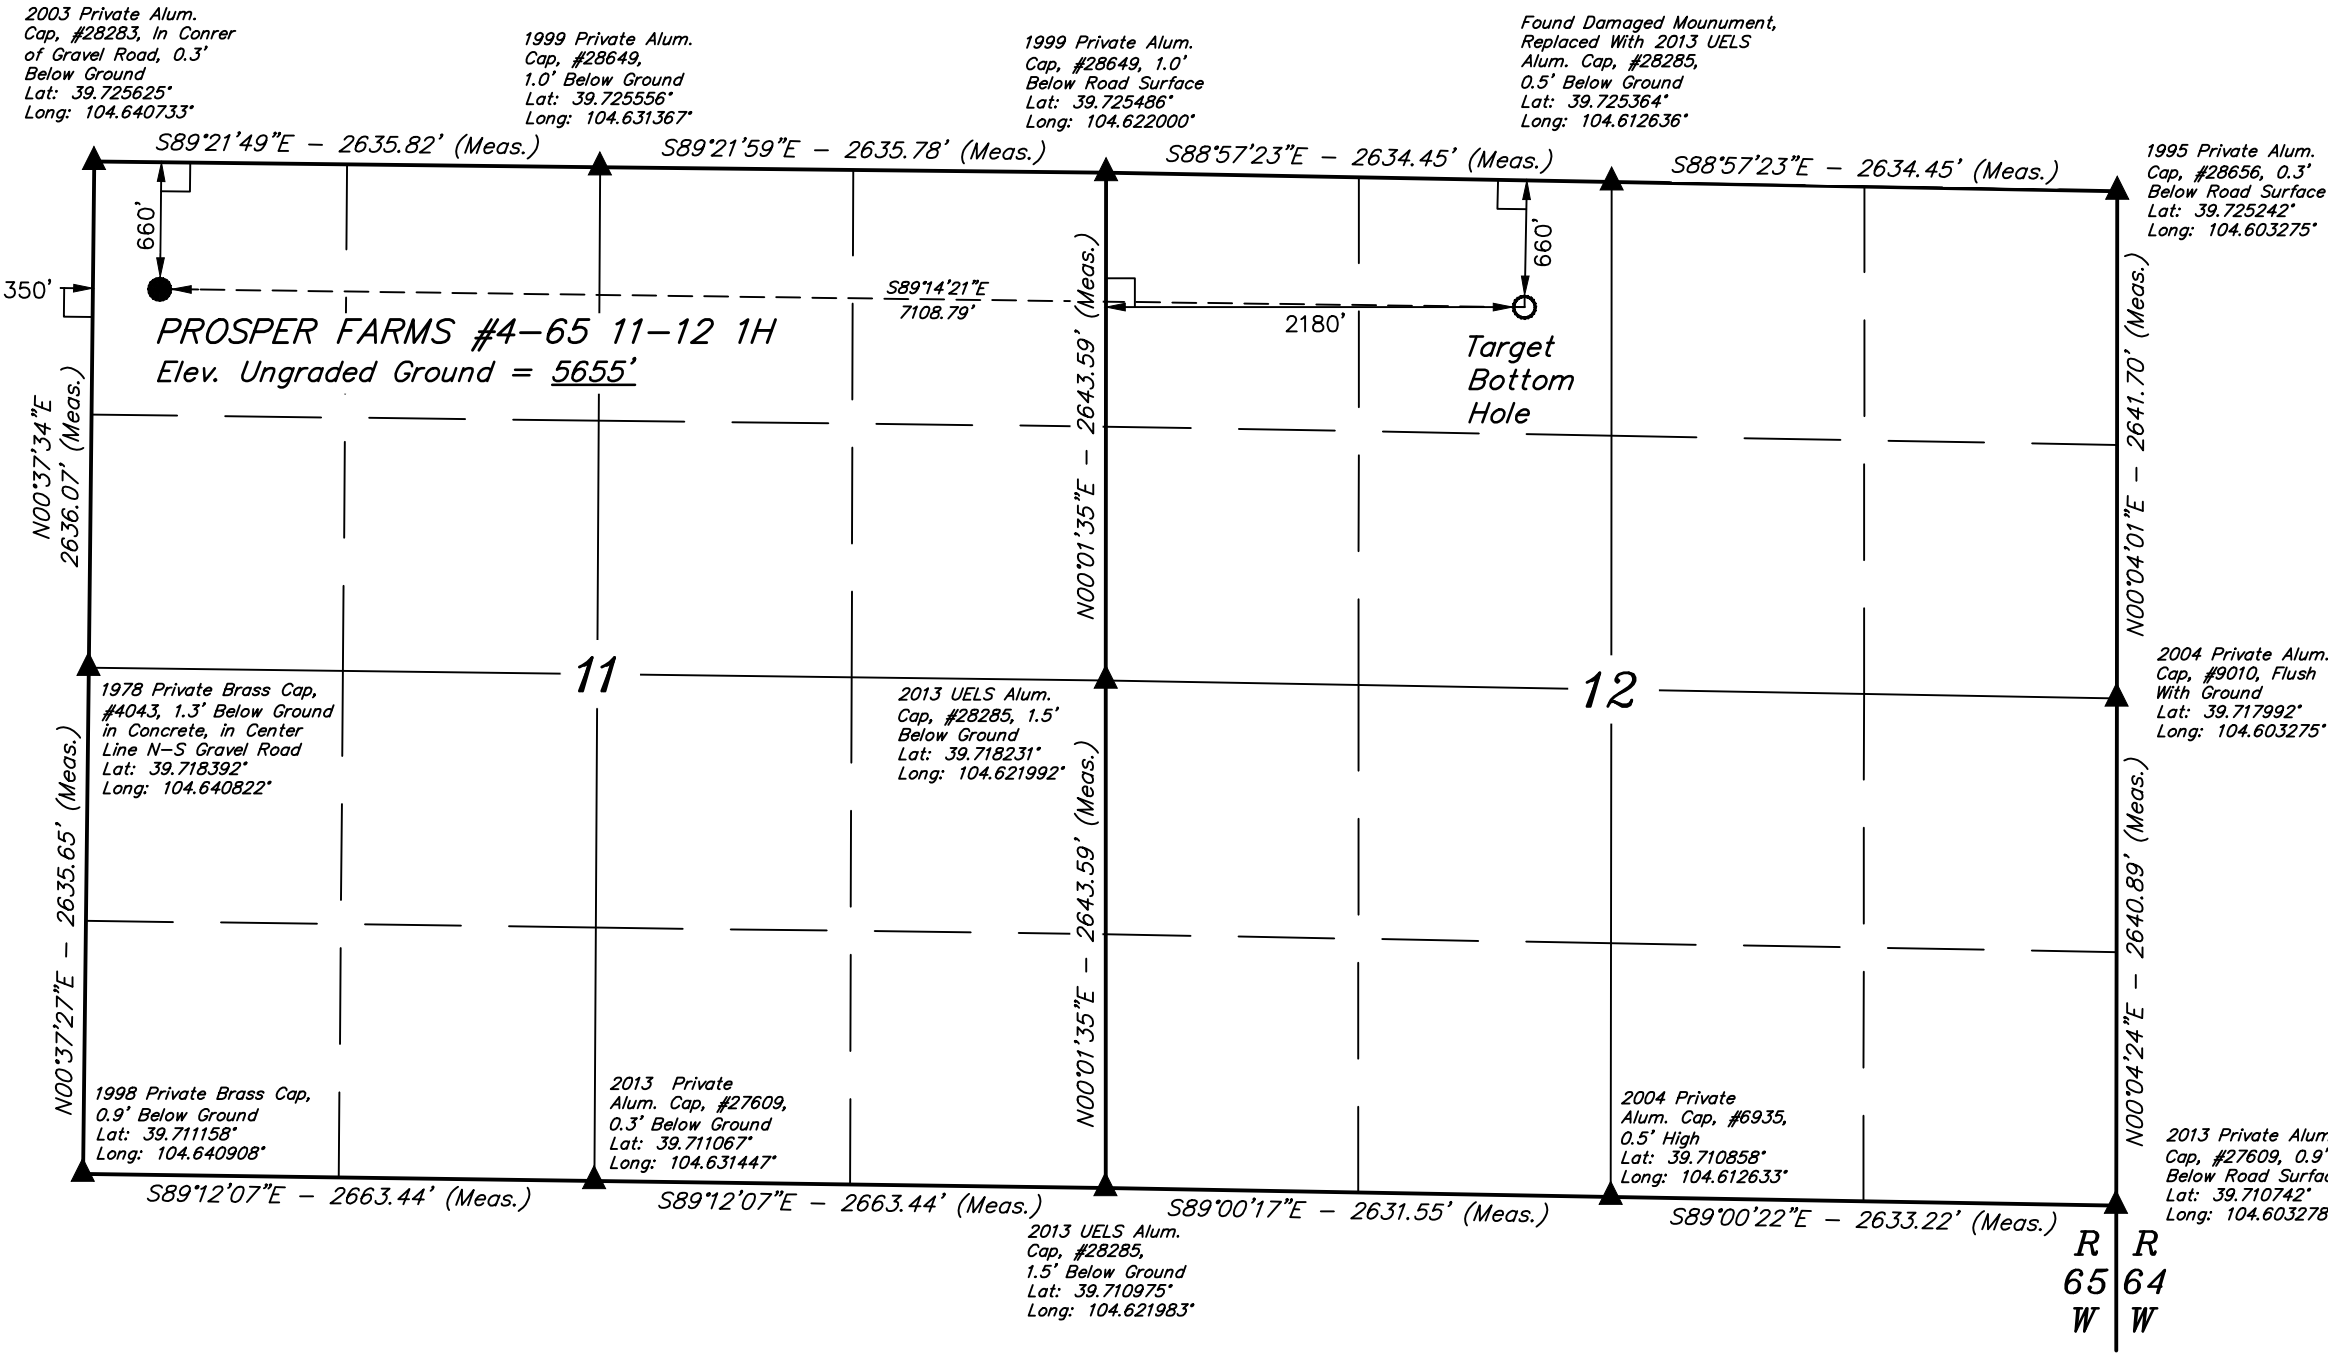 2003 Private Alum.
Cap, #28283, In Conrer
of Gravel Road, 0.3'
Below Ground
Lat: 39.725625°
Long: 104.640733°
1999 Private Alum.
Cap, #28649,
1.0' Below Ground
Lat: 39.725556°
Long: 104.631367°
1999 Private Alum.
Cap, #28649, 1.0'
Below Road Surface
Lat: 39.725486°
Long: 104.622000°
Found Damaged Mounument,
Replaced With 2013 UELS
Alum. Cap, #28285,
0.5' Below Ground
Lat: 39.725364°
Long: 104.612636°
1995 Private Alum.
Cap, #28656, 0.3'
Below Road Surface
Lat: 39.725242°
Long: 104.603275°
S89°21'49"E - 2635.82' (Meas.)
S89°21'59"E - 2635.78' (Meas.)
S88°57'23"E - 2634.45' (Meas.)
S88°57'23"E - 2634.45' (Meas.)
660'
350'
S89°14'21"E
7108.79'
2180'
660'
PROSPER FARMS #4-65 11-12 1H
Elev. Ungraded Ground = 5655'
Target
Bottom
Hole
N00°37'34"E
2636.07' (Meas.)
N00°01'35"E - 2643.59' (Meas.)
N00°04'01"E - 2641.70' (Meas.)
11
12
1978 Private Brass Cap,
#4043, 1.3' Below Ground
in Concrete, in Center
Line N-S Gravel Road
Lat: 39.718392°
Long: 104.640822°
2013 UELS Alum.
Cap, #28285, 1.5'
Below Ground
Lat: 39.718231°
Long: 104.621992°
2004 Private Alum.
Cap, #9010, Flush
With Ground
Lat: 39.717992°
Long: 104.603275°
N00°37'27"E - 2635.65' (Meas.)
N00°01'35"E - 2643.59' (Meas.)
N00°04'24"E - 2640.89' (Meas.)
1998 Private Brass Cap,
0.9' Below Ground
Lat: 39.711158°
Long: 104.640908°
2013 Private
Alum. Cap, #27609,
0.3' Below Ground
Lat: 39.711067°
Long: 104.631447°
2004 Private
Alum. Cap, #6935,
0.5' High
Lat: 39.710858°
Long: 104.612633°
2013 Private Alum
Cap, #27609, 0.9'
Below Road
Lat: 39.710742°
Long: 104.603278
S89°12'07"E - 2663.44' (Meas.)
S89°12'07"E - 2663.44' (Meas.)
S89°00'17"E - 2631.55' (Meas.)
S89°00'22"E - 2633.22' (Meas.)
2013 UELS Alum.
Cap, #28285,
1.5' Below Ground
Lat: 39.710975°
Long: 104.621983°
R R
65 64
W W